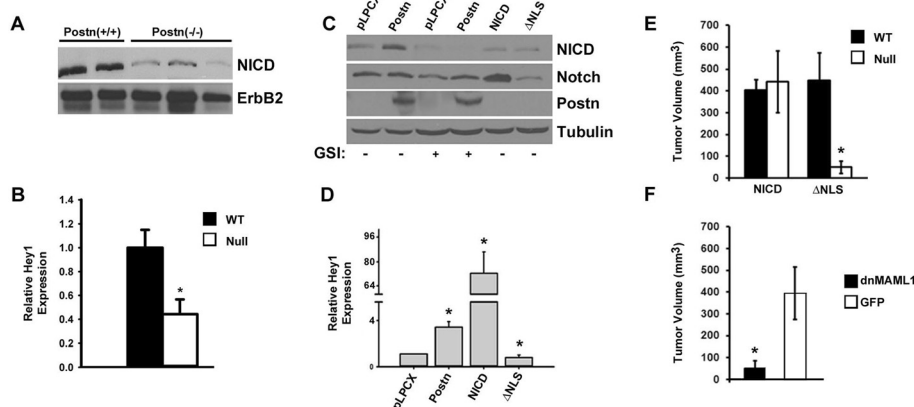 A
Postn(+/+) Postn(-/-)
NICD
ErbB2
B
Relative Hey1
Expression
1.4
1.2
1.0
0.8
0.6
0.4
0.2
0.0
*
WT
Null
C
pLPCX Postn pLPCX Postn NICD ΔNLS
NICD
Notch
Postn
Tubulin
GSI: - - + + - -
D
Relative Hey1
Expression
96
80
64
4
0
* * *
pLPCX Postn NICD ΔNLS
E
Tumor Volume (mm3)
700
600
500
400
300
200
100
0
*
NICD ΔNLS
WT
Null
F
Tumor Volume (mm3)
700
600
500
400
300
200
100
0
*
dnMAML1
GFP